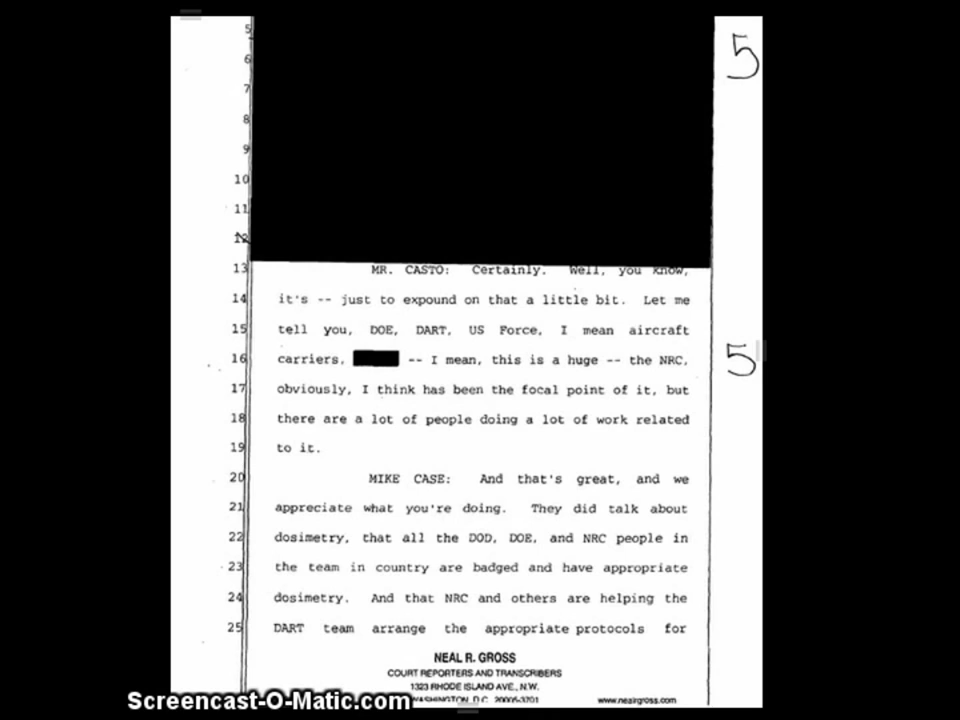 5
5
6
7
8
9
10
11
12
13 MR. CASTO: Certainly. Well, you know,
14 it's -- just to expound on that a little bit. Let me
15 tell you, DOE, DART, US Force, I mean aircraft
16 carriers, -- I mean, this is a huge -- the NRC,
5
17 obviously, I think has been the focal point of it, but
18 there are a lot of people doing a lot of work related
19 to it.
20 MIKE CASE: And that's great, and we
21 appreciate what you're doing. They did talk about
22 dosimetry, that all the DOD, DOE, and NRC people in
23 the team in country are badged and have appropriate
24 dosimetry. And that NRC and others are helping the
25 DART team arrange the appropriate protocols for
NEAL R. GROSS
COURT REPORTERS AND TRANSCRIBERS
1323 RHODE ISLAND AVE., N.W.
WASHINGTON, D.C. 20005-3701 www.nealrgross.com
Screencast-O-Matic.com